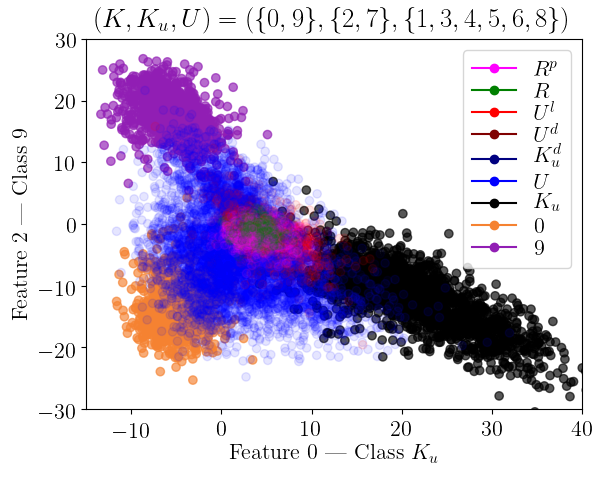 (K, K_u, U) = ({0, 9}, {2, 7}, {1, 3, 4, 5, 6, 8})
30
20
10
0
−10
−20
−30
Feature 2 — Class 9
R^p
R
U^l
U^d
K_u^d
U
K_u
0
9
−10
0
10
20
30
40
Feature 0 — Class K_u